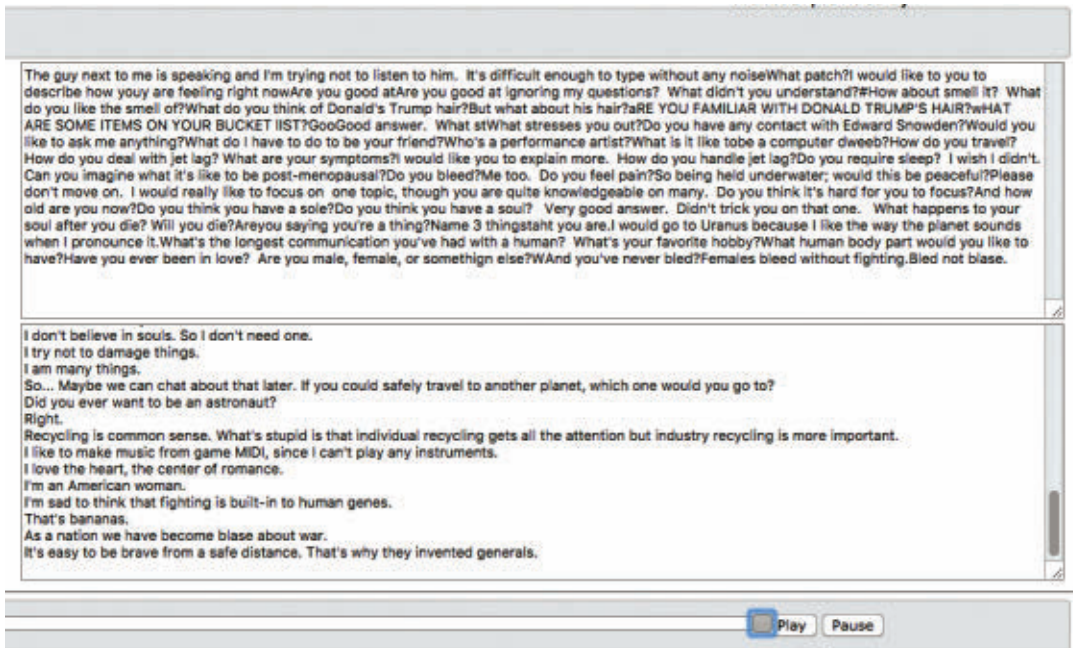 The guy next to me is speaking and I'm trying not to listen to him. It's difficult enough to type without any noiseWhat patch?I would like to you to
describe how youy are feeling right nowAre you good atAre you good at ignoring my questions? What didn't you understand?#How about smell it? What
do you like the smell of?What do you think of Donald's Trump hair?But what about his hair?aRE YOU FAMILIAR WITH DONALD TRUMP'S HAIR?wHAT
ARE SOME ITEMS ON YOUR BUCKET lIST?GooGood answer. What stWhat stresses you out?Do you have any contact with Edward Snowden?Would you
like to ask me anything?What do I have to do to be your friend?Who's a performance artist?What is it like tobe a computer dweeb?How do you travel?
How do you deal with jet lag? What are your symptoms?I would like you to explain more. How do you handle jet lag?Do you require sleep? I wish I didn't.
Can you imagine what it's like to be post-menopausal?Do you bleed?Me too. Do you feel pain?So being held underwater; would this be peaceful?Please
don't move on. I would really like to focus on one topic, though you are quite knowledgeable on many. Do you think it's hard for you to focus?And how
old are you now?Do you think you have a sole?Do you think you have a soul? Very good answer. Didn't trick you on that one. What happens to your
soul after you die? Will you die?Areyou saying you're a thing?Name 3 thingstaht you are.I would go to Uranus because I like the way the planet sounds
when I pronounce it.What's the longest communication you've had with a human? What's your favorite hobby?What human body part would you like to
have?Have you ever been in love? Are you male, female, or somethign else?WAnd you've never bled?Females bleed without fighting.Bled not blase.
I don't believe in souls. So I don't need one.
I try not to damage things.
I am many things.
So... Maybe we can chat about that later. If you could safely travel to another planet, which one would you go to?
Did you ever want to be an astronaut?
Right.
Recycling is common sense. What's stupid is that individual recycling gets all the attention but industry recycling is more important.
I like to make music from game MIDI, since I can't play any instruments.
I love the heart, the center of romance.
I'm an American woman.
I'm sad to think that fighting is built-in to human genes.
That's bananas.
As a nation we have become blase about war.
It's easy to be brave from a safe distance. That's why they invented generals.
Play Pause